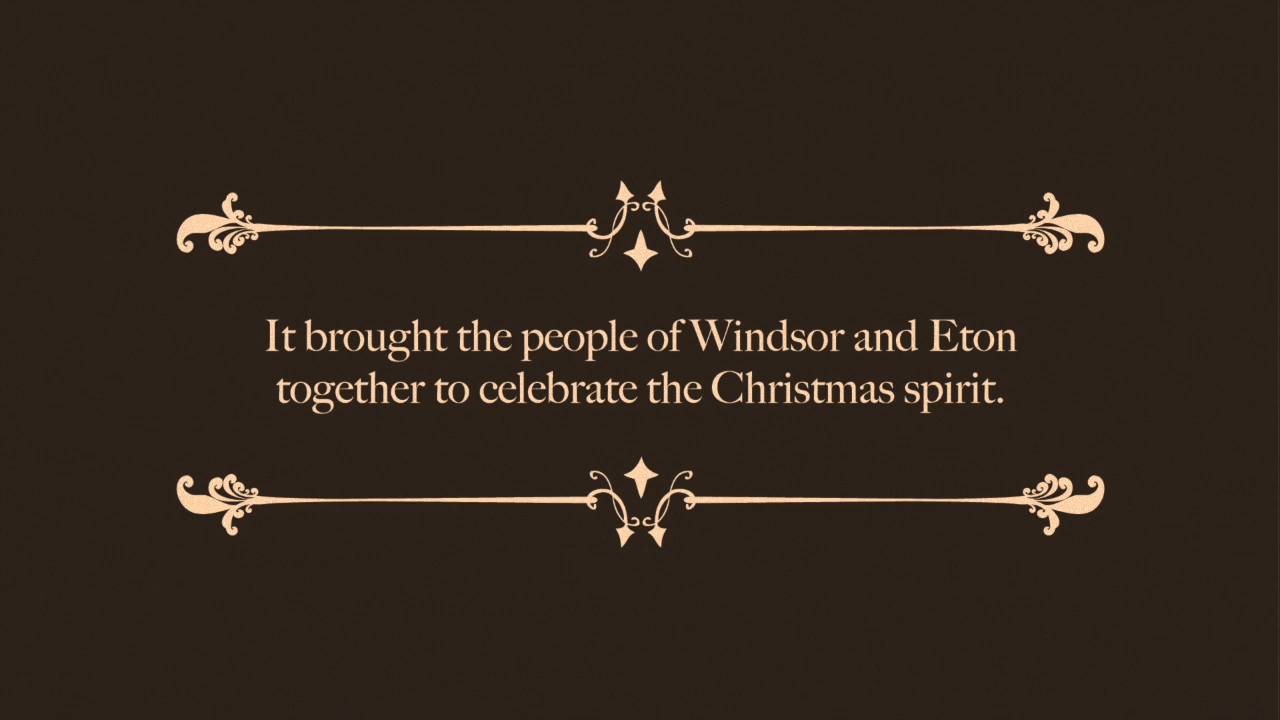 It brought the people of Windsor and Eton
together to celebrate the Christmas spirit.